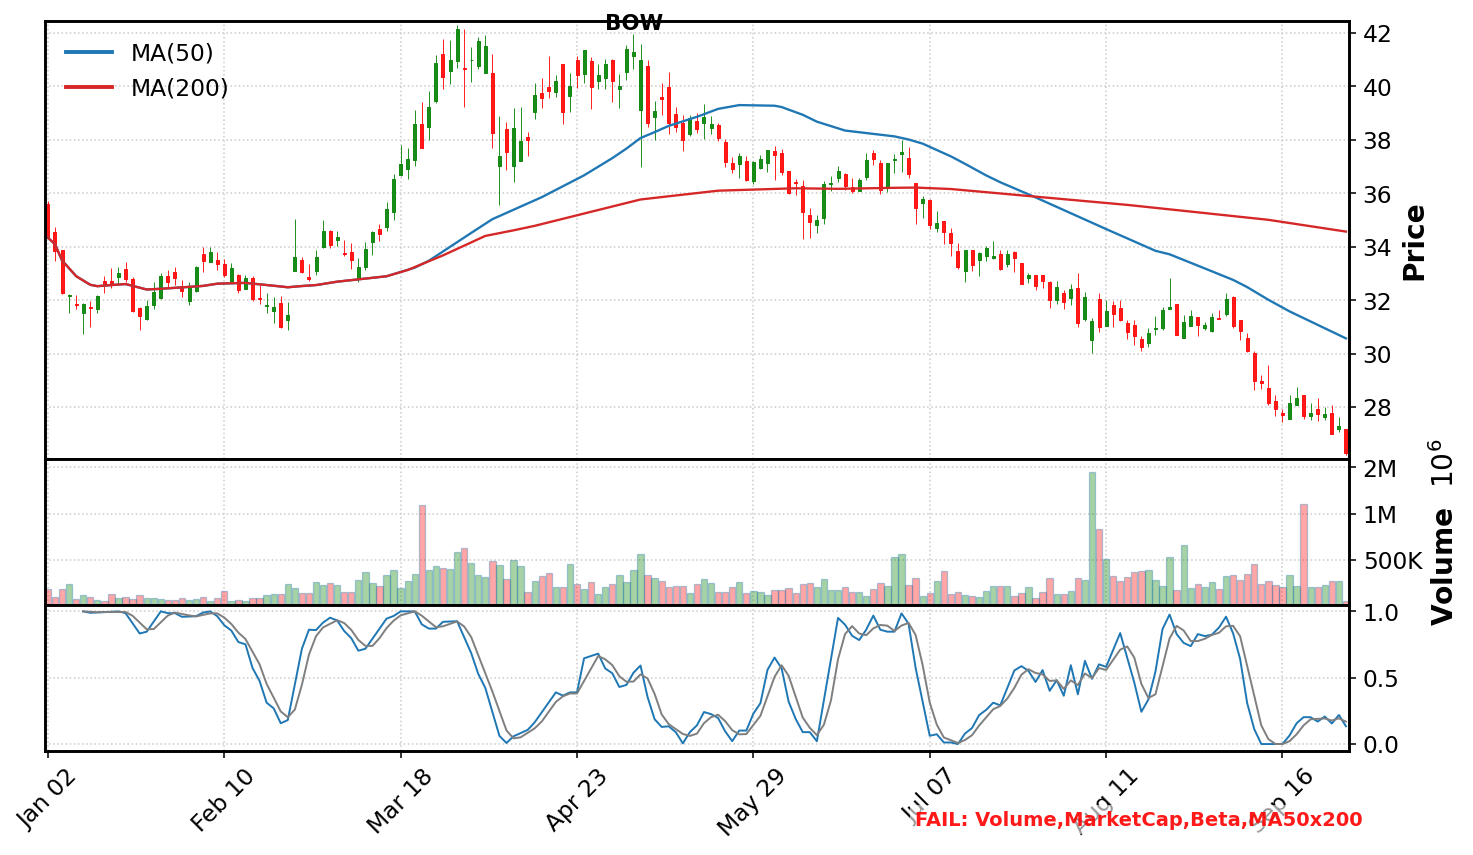 BOW
MA(50)
MA(200)
42
40
38
36
34
32
30
28
Price
2M
1M
500K
Volume 10⁶
1.0
0.5
0.0
Jan 02
Feb 10
Mar 18
Apr 23
May 29
Jul 07
Aug 11
Sep 16
FAIL: Volume,MarketCap,Beta,MA50x200